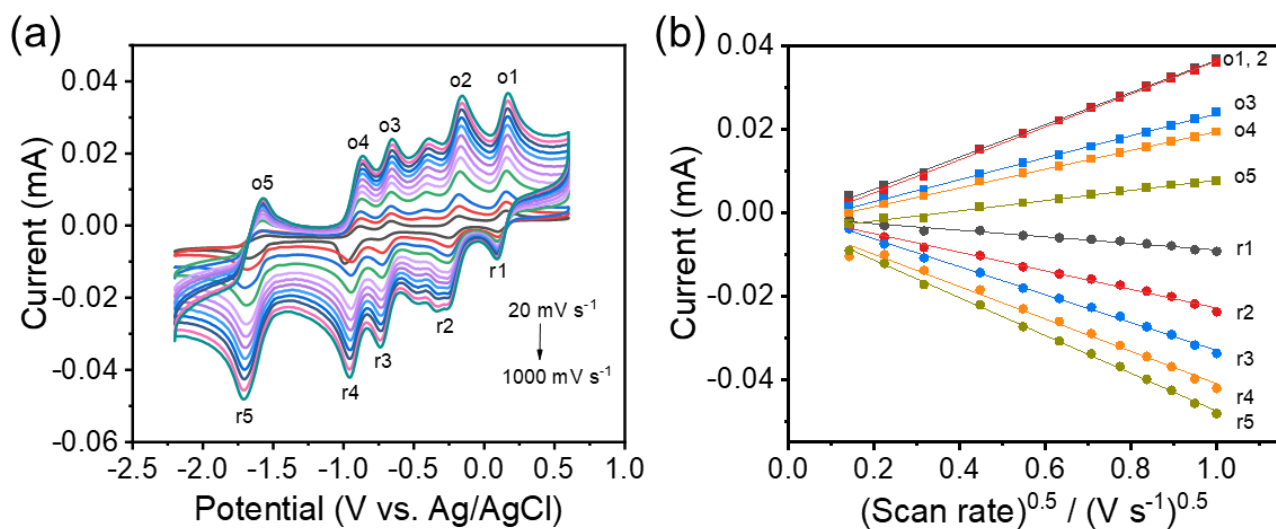 (a)
0.04
0.02
0.00
-0.02
-0.04
-0.06
Current (mA)
o5
o4
o3
o2
o1
r5
r4
r3
r2
r1
20 mV s⁻¹
1000 mV s⁻¹
-2.5 -2.0 -1.5 -1.0 -0.5 0.0 0.5 1.0
Potential (V vs. Ag/AgCl)
(b)
0.04
0.02
0.00
-0.02
-0.04
Current (mA)
o1, 2
o3
o4
o5
r1
r2
r3
r4
r5
0.0 0.2 0.4 0.6 0.8 1.0
(Scan rate)⁰·⁵ / (V s⁻¹)⁰·⁵